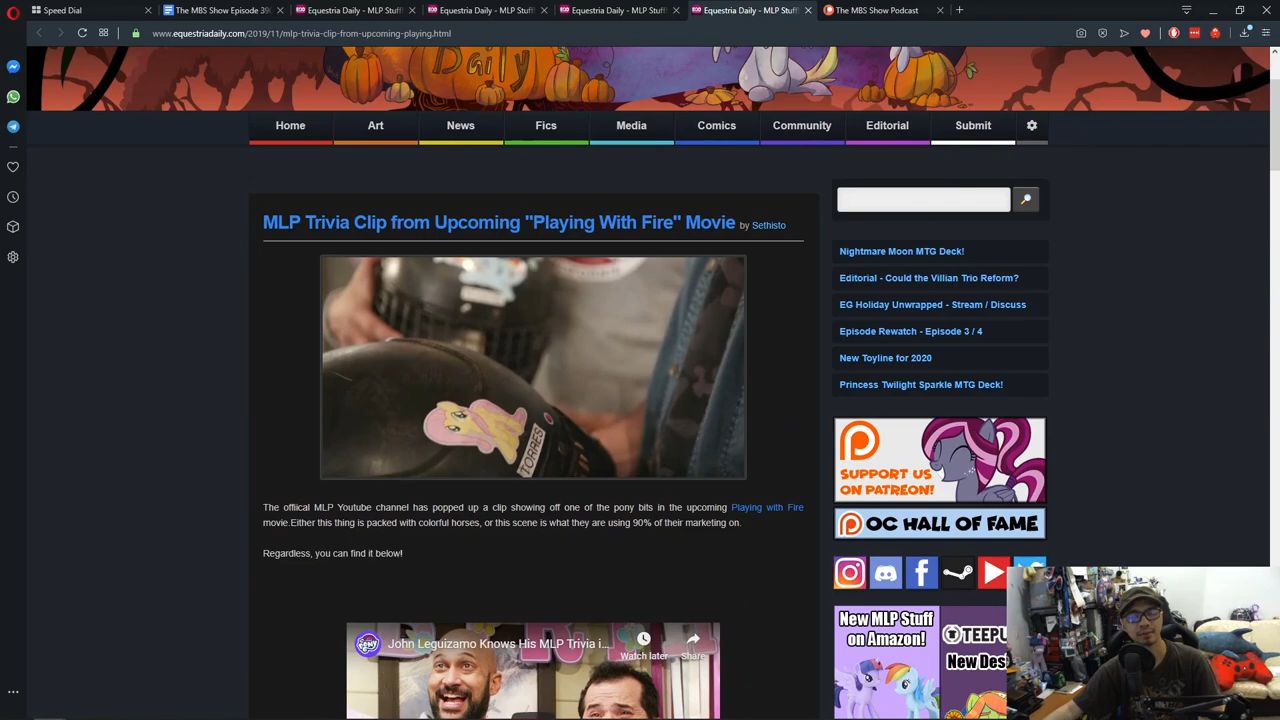 Speed Dial
The MBS Show Episode 39
Equestria Daily - MLP Stuff!
Equestria Daily - MLP Stuff!
Equestria Daily - MLP Stuff!
Equestria Daily - MLP Stuff!
The MBS Show Podcast
www.equestriadaily.com/2019/11/mlp-trivia-clip-from-upcoming-playing.html
Daily
Home
Art
News
Fics
Media
Comics
Community
Editorial
Submit
MLP Trivia Clip from Upcoming "Playing With Fire" Movie by Sethisto
TORRES
The offiical MLP Youtube channel has popped up a clip showing off one of the pony bits in the upcoming Playing with Fire
movie.Either this thing is packed with colorful horses, or this scene is what they are using 90% of their marketing on.
Regardless, you can find it below!
John Leguizamo Knows His MLP Trivia i...
Watch later
Share
Nightmare Moon MTG Deck!
Editorial - Could the Villian Trio Reform?
EG Holiday Unwrapped - Stream / Discuss
Episode Rewatch - Episode 3 / 4
New Toyline for 2020
Princess Twilight Sparkle MTG Deck!
SUPPORT US
ON PATREON!
OC HALL OF FAME
New MLP Stuff
on Amazon!
TEEPU
New Des